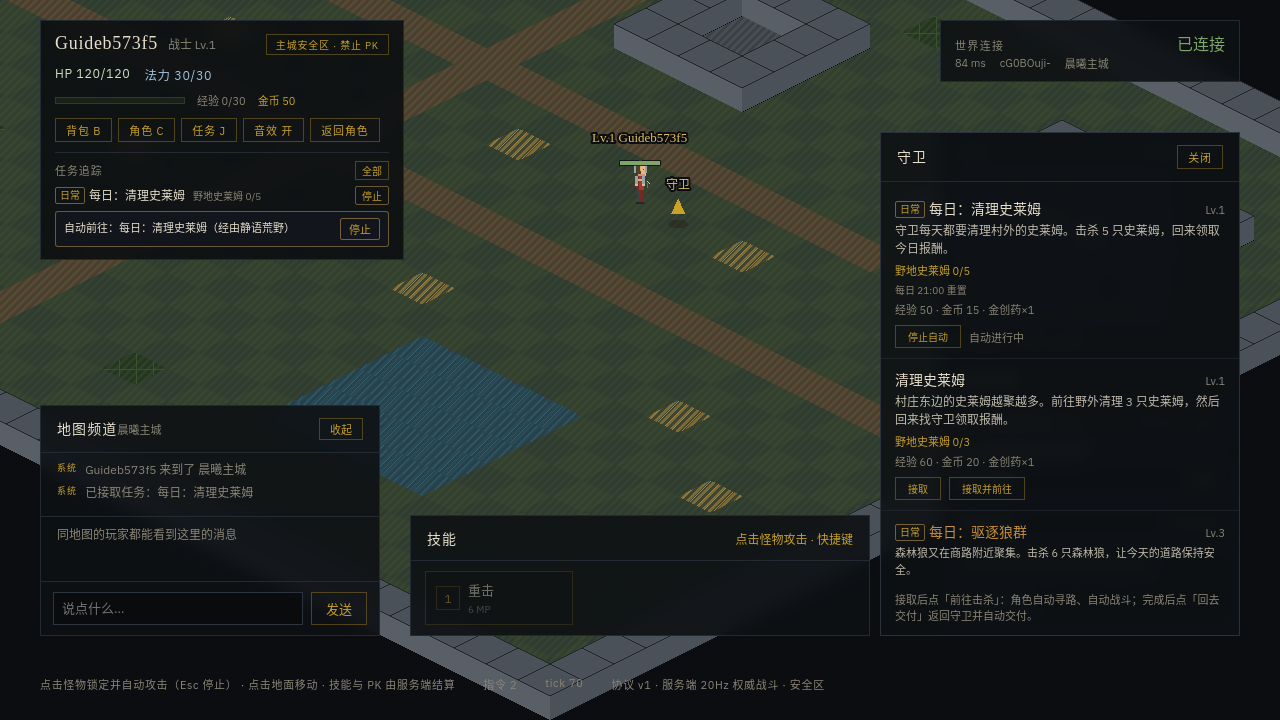 Guideb573f5 战士 Lv.1 主城安全区 · 禁止 PK
HP 120/120 法力 30/30
经验 0/30 金币 50
背包 B 角色 C 任务 J 音效 开 返回角色
任务追踪 全部
日常 每日：清理史莱姆 野地史莱姆 0/5 停止
自动前往：每日：清理史莱姆（经由静语荒野） 停止
世界连接 已连接
84 ms cG0BOuji- 晨曦主城
Lv.1 Guideb573f5
守卫
守卫 关闭
日常 每日：清理史莱姆 Lv.1
守卫每天都要清理村外的史莱姆。击杀 5 只史莱姆，回来领取
今日报酬。
野地史莱姆 0/5
每日 21:00 重置
经验 50 · 金币 15 · 金创药×1
停止自动 自动进行中
清理史莱姆 Lv.1
村庄东边的史莱姆越聚越多。前往野外清理 3 只史莱姆，然后
回来找守卫领取报酬。
野地史莱姆 0/3
经验 60 · 金币 20 · 金创药×1
接取 接取并前往
日常 每日：驱逐狼群 Lv.3
森林狼又在商路附近聚集。击杀 6 只森林狼，让今天的道路保持安
全。
接取后点「前往击杀」：角色自动寻路、自动战斗；完成后点「回去
交付」返回守卫并自动交付。
地图频道 晨曦主城 收起
系统 Guideb573f5 来到了 晨曦主城
系统 已接取任务：每日：清理史莱姆
同地图的玩家都能看到这里的消息
说点什么... 发送
技能 点击怪物攻击 · 快捷键
1 重击
6 MP
点击怪物锁定并自动攻击（Esc 停止） · 点击地面移动 · 技能与 PK 由服务端结算 指令 2 tick 70 协议 v1 · 服务端 20Hz 权威战斗 · 安全区